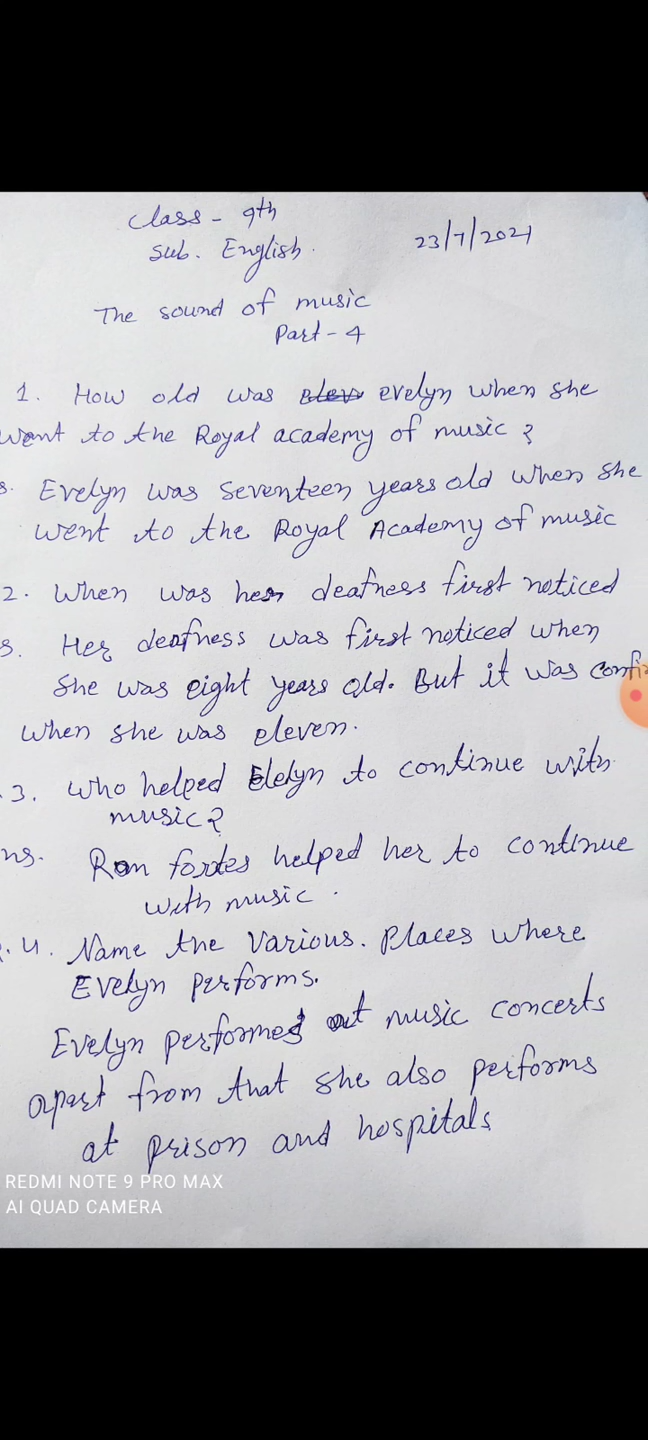 Class - 9th
Sub. English.
23/7/2021
The sound of music
Part - 4
1. How old was evelyn when she
went to the Royal academy of music ?
s. Evelyn was seventeen years old when she
went to the Royal Academy of music
2. When was her deafness first noticed
s. Her deafness was first noticed when
she was eight years old. But it was confir
when she was eleven.
3. Who helped Elelyn to continue with
music?
ns. Ron fortes helped her to continue
with music.
4. Name the various. Places where
Evelyn performs.
Evelyn performed at music concerts
apart from that she also performs
at prison and hospitals
REDMI NOTE 9 PRO MAX
AI QUAD CAMERA